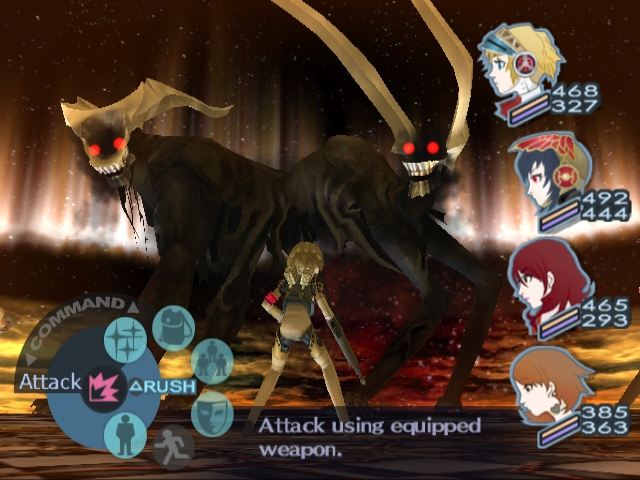 468
327
492
444
465
293
COMMAND
Attack
△RUSH
385
363
Attack using equipped
weapon.